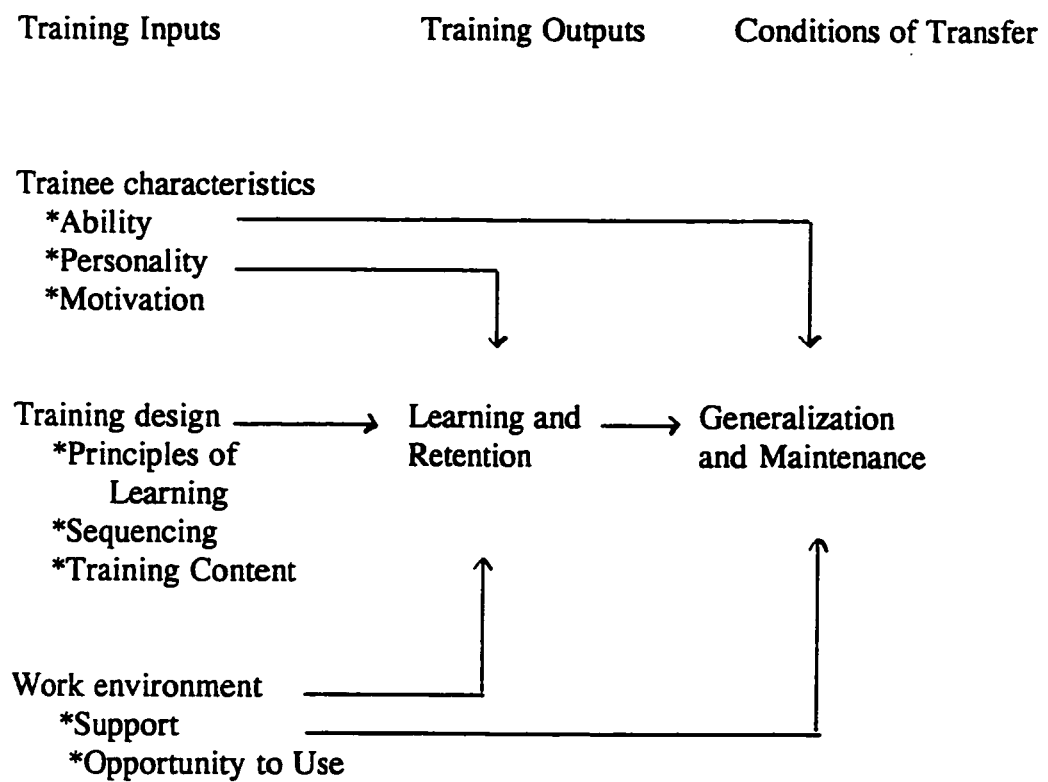 Training Inputs
Training Outputs
Conditions of Transfer
Trainee characteristics
*Ability
*Personality
*Motivation
Training design
*Principles of
Learning
*Sequencing
*Training Content
Learning and
Retention
Generalization
and Maintenance
Work environment
*Support
*Opportunity to Use